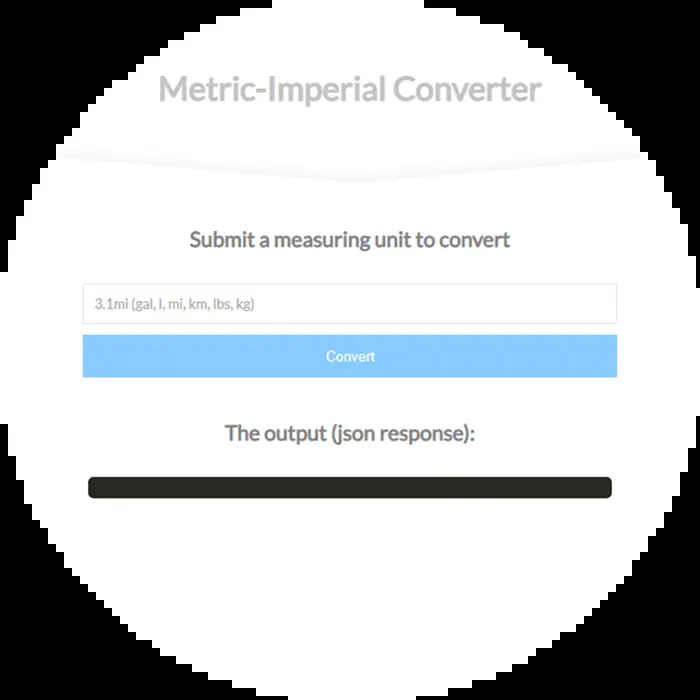 Metric-Imperial Converter
Submit a measuring unit to convert
3.1mi (gal, l, mi, km, lbs, kg)
Convert
The output (json response):